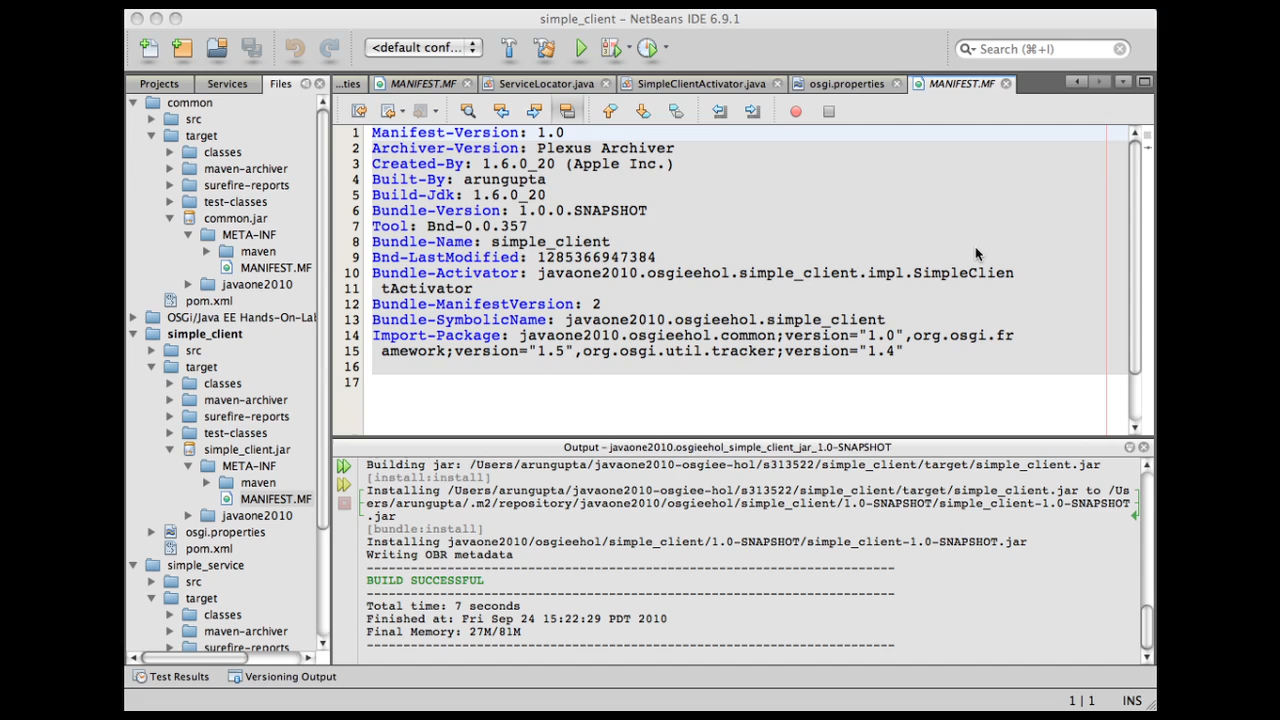 simple_client – NetBeans IDE 6.9.1
<default conf...
Search (⌘+I)
Projects
Services
Files
...ties
MANIFEST.MF
ServiceLocator.java
SimpleClientActivator.java
osgi.properties
MANIFEST.MF
common
src
target
classes
maven-archiver
surefire-reports
test-classes
common.jar
META-INF
maven
MANIFEST.MF
javaone2010
pom.xml
OSGi/Java EE Hands-On-Lab
simple_client
src
target
classes
maven-archiver
surefire-reports
test-classes
simple_client.jar
META-INF
maven
MANIFEST.MF
javaone2010
osgi.properties
pom.xml
simple_service
src
target
classes
maven-archiver
surefire-reports
1 Manifest-Version: 1.0
2 Archiver-Version: Plexus Archiver
3 Created-By: 1.6.0_20 (Apple Inc.)
4 Built-By: arungupta
5 Build-Jdk: 1.6.0_20
6 Bundle-Version: 1.0.0.SNAPSHOT
7 Tool: Bnd-0.0.357
8 Bundle-Name: simple_client
9 Bnd-LastModified: 1285366947384
10 Bundle-Activator: javaone2010.osgieehol.simple_client.impl.SimpleClien
11 tActivator
12 Bundle-ManifestVersion: 2
13 Bundle-SymbolicName: javaone2010.osgieehol.simple_client
14 Import-Package: javaone2010.osgieehol.common;version="1.0",org.osgi.fr
15 amework;version="1.5",org.osgi.util.tracker;version="1.4"
16
17
Output – javaone2010.osgieehol_simple_client_jar_1.0-SNAPSHOT
Building jar: /Users/arungupta/javaone2010-osgiee-hol/s313522/simple_client/target/simple_client.jar
[install:install]
Installing /Users/arungupta/javaone2010-osgiee-hol/s313522/simple_client/target/simple_client.jar to /Us
ers/arungupta/.m2/repository/javaone2010/osgieehol/simple_client/1.0-SNAPSHOT/simple_client-1.0-SNAPSHOT
.jar
[bundle:install]
Installing javaone2010/osgieehol/simple_client/1.0-SNAPSHOT/simple_client-1.0-SNAPSHOT.jar
Writing OBR metadata
------------------------------------------------------------------------
BUILD SUCCESSFUL
------------------------------------------------------------------------
Total time: 7 seconds
Finished at: Fri Sep 24 15:22:29 PDT 2010
Final Memory: 27M/81M
------------------------------------------------------------------------
Test Results
Versioning Output
1 | 1
INS